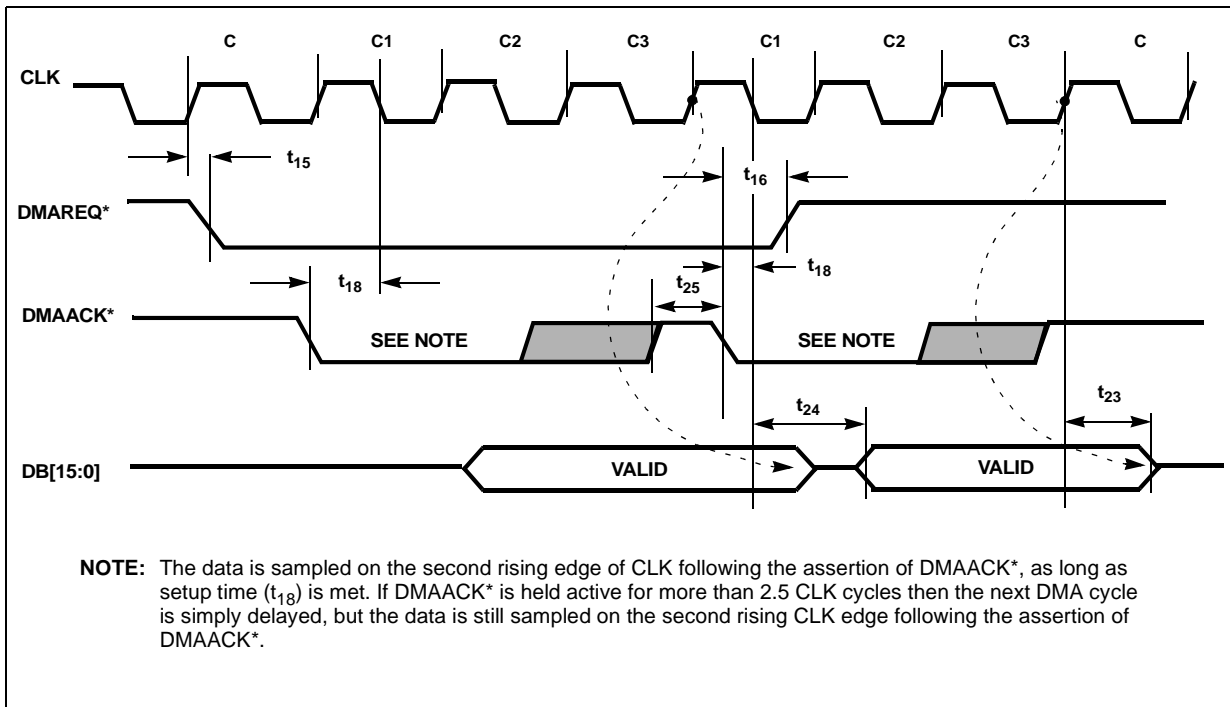 C C1 C2 C3 C1 C2 C3 C
CLK
t15
t16
DMAREQ*
t18
t18
t25
DMAACK*
SEE NOTE
SEE NOTE
t24
t23
DB[15:0]
VALID
VALID
NOTE: The data is sampled on the second rising edge of CLK following the assertion of DMAACK*, as long as
setup time (t18) is met. If DMAACK* is held active for more than 2.5 CLK cycles then the next DMA cycle
is simply delayed, but the data is still sampled on the second rising CLK edge following the assertion of
DMAACK*.